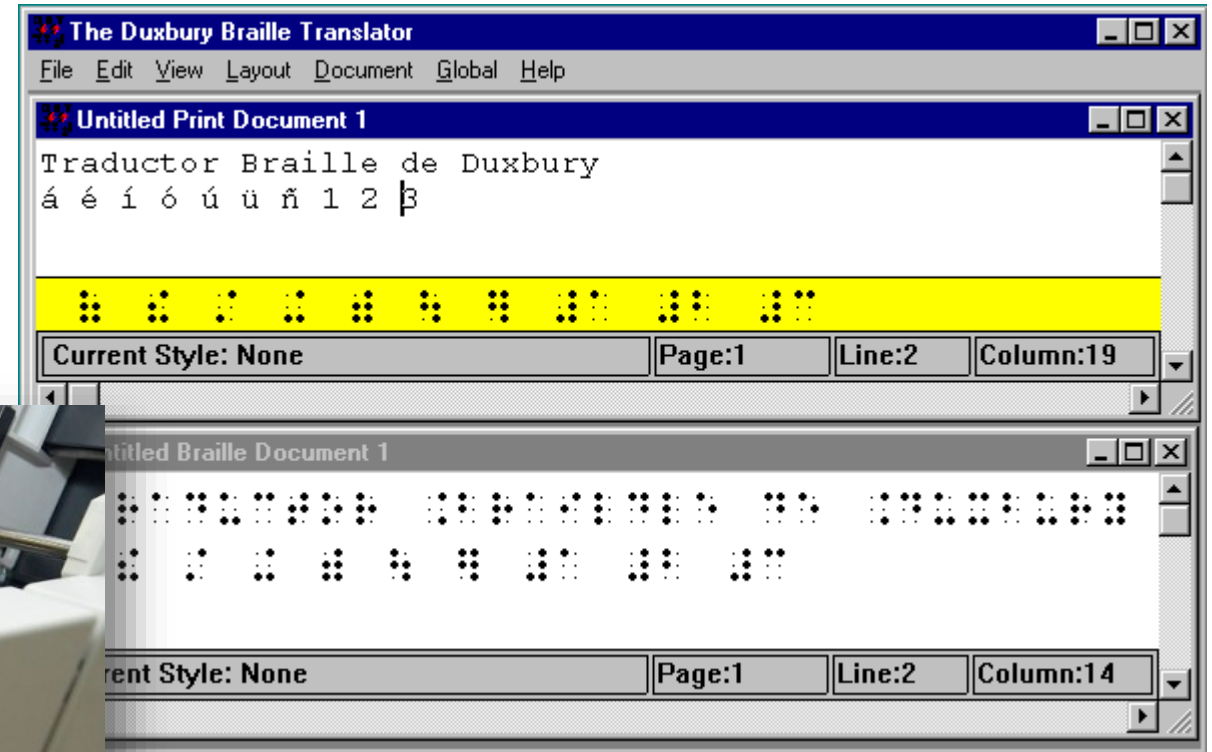 The Duxbury Braille Translator
File Edit View Layout Document Global Help
Untitled Print Document 1
Traductor Braille de Duxbury
á é í ó ú ü ñ 1 2 3
⠷ ⠮ ⠌ ⠬ ⠾ ⠳ ⠻ ⠼⠁ ⠼⠃ ⠼⠉
Current Style: None Page:1 Line:2 Column:19
Braille Document 1
⠗⠁⠙⠥⠉⠞⠕⠗ ⠨⠃⠗⠁⠊⠇⠇⠑ ⠙⠑ ⠨⠙⠥⠭⠃⠥⠗⠽
⠮ ⠌ ⠬ ⠾ ⠳ ⠻ ⠼⠁ ⠼⠃ ⠼⠉
Style: None Page:1 Line:2 Column:14